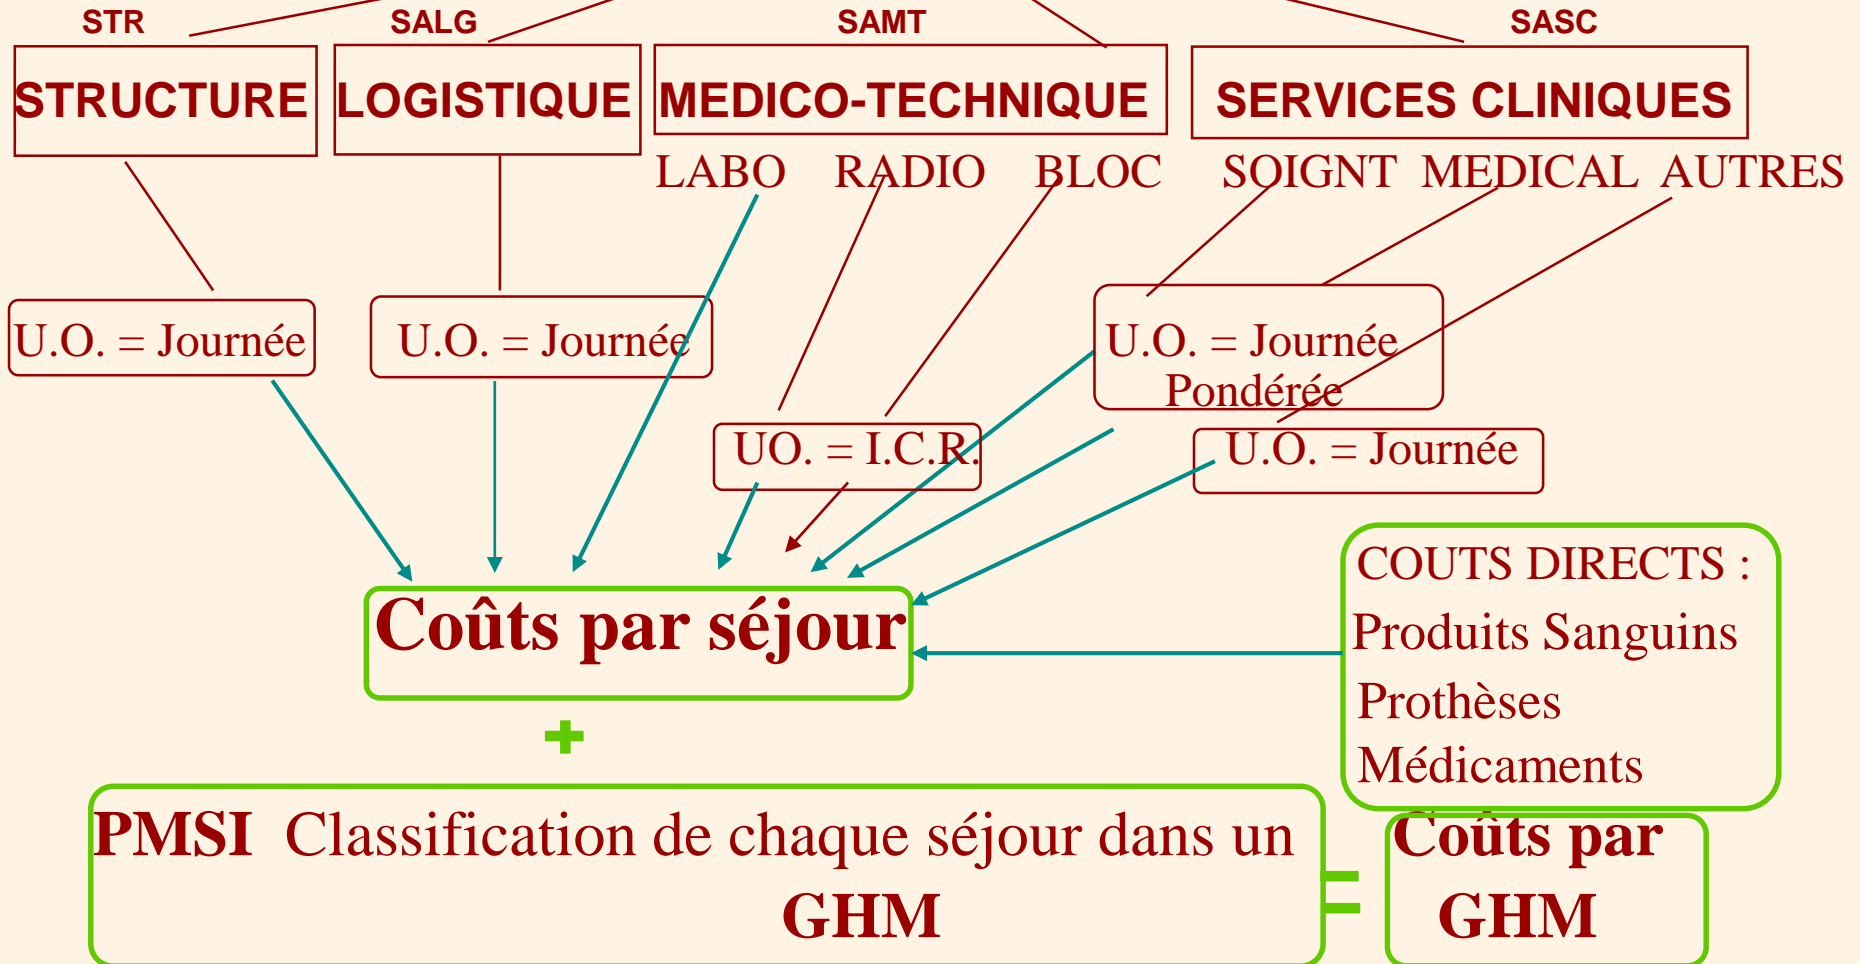 STR SALG SAMT SASC
STRUCTURE LOGISTIQUE MEDICO-TECHNIQUE SERVICES CLINIQUES
LABO RADIO BLOC SOIGNT MEDICAL AUTRES
U.O. = Journée U.O. = Journée U.O. = Journée
Pondérée
UO. = I.C.R. U.O. = Journée
COUTS DIRECTS :
Produits Sanguins
Prothèses
Médicaments
Coûts par séjour
+
PMSI Classification de chaque séjour dans un
GHM
=
Coûts par
GHM